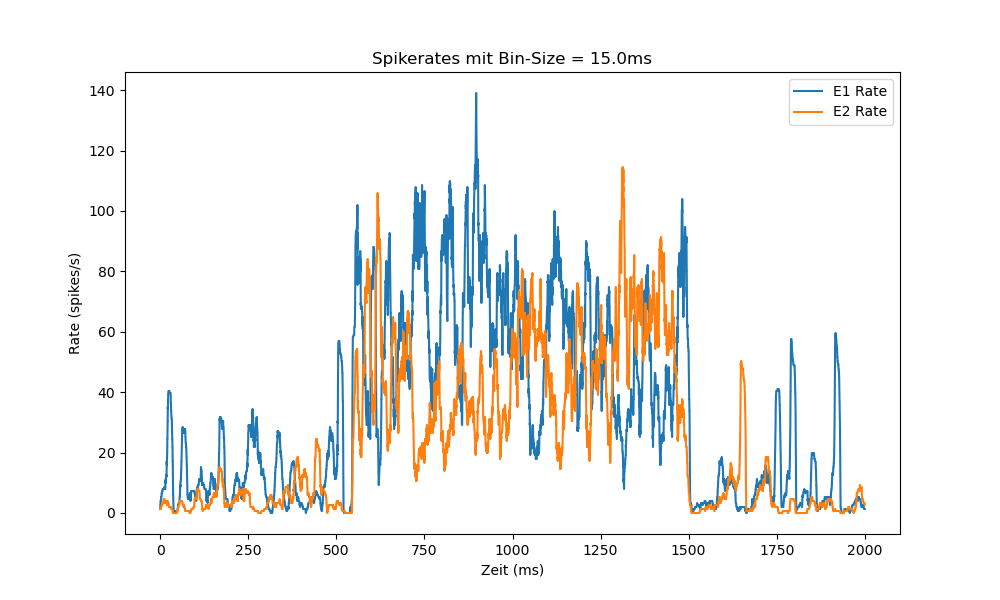 Spikerates mit Bin-Size = 15.0ms
E1 Rate
E2 Rate
140
120
100
80
60
40
20
0
Rate (spikes/s)
0 250 500 750 1000 1250 1500 1750 2000
Zeit (ms)